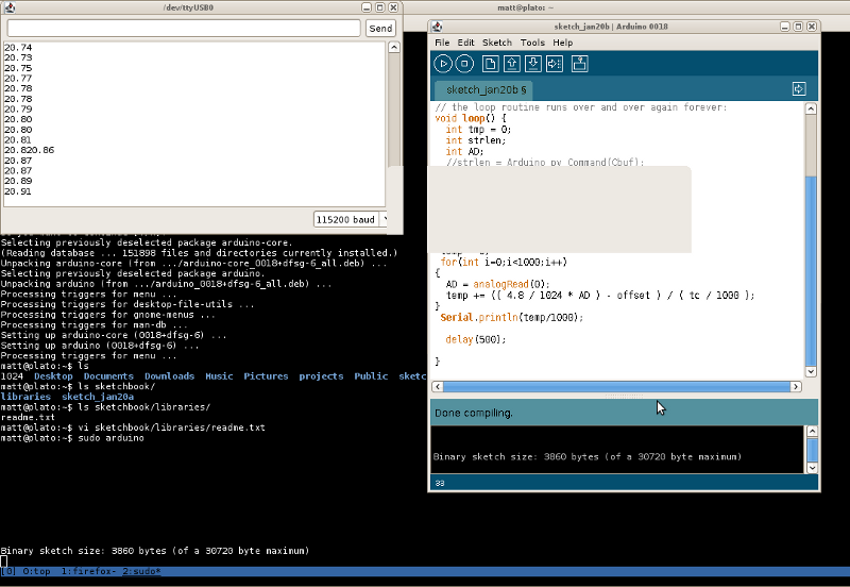 /dev/ttyUSB0
Send
20.74
20.73
20.75
20.77
20.78
20.78
20.79
20.80
20.80
20.81
20.820.86
20.87
20.87
20.89
20.91
115200 baud
Selecting previously deselected package arduino-core.
(Reading database ... 151898 files and directories currently installed.)
Unpacking arduino-core (from .../arduino-core_0018+dfsg-6_all.deb) ...
Selecting previously deselected package arduino.
Unpacking arduino (from .../arduino_0018+dfsg-6_all.deb) ...
Processing triggers for menu ...
Processing triggers for desktop-file-utils ...
Processing triggers for gnome-menus ...
Processing triggers for man-db ...
Setting up arduino-core (0018+dfsg-6) ...
Setting up arduino (0018+dfsg-6) ...
Processing triggers for menu ...
matt@plato:~$ ls
1024 Desktop Documents Downloads Music Pictures projects Public sketc
matt@plato:~$ ls sketchbook/
libraries sketch_jan20a
matt@plato:~$ ls sketchbook/libraries/
readme.txt
matt@plato:~$ vi sketchbook/libraries/readme.txt
matt@plato:~$ sudo arduino
Binary sketch size: 3860 bytes (of a 30720 byte maximum)
[0] 0:top 1:firefox- 2:sudo*
matt@plato: ~
sketch_jan20b | Arduino 0018
File Edit Sketch Tools Help
sketch_jan20b §
// the loop routine runs over and over again forever:
void loop() {
int tmp = 0;
int strlen;
int AD;
//strlen = Arduino_py_Command(Cbuf);
for(int i=0;i<1000;i++)
{
AD = analogRead(0);
temp += (( 4.8 / 1024 * AD ) - offset ) / ( tc / 1000 );
}
Serial.println(temp/1000);
delay(500);
}
Done compiling.
Binary sketch size: 3860 bytes (of a 30720 byte maximum)
33